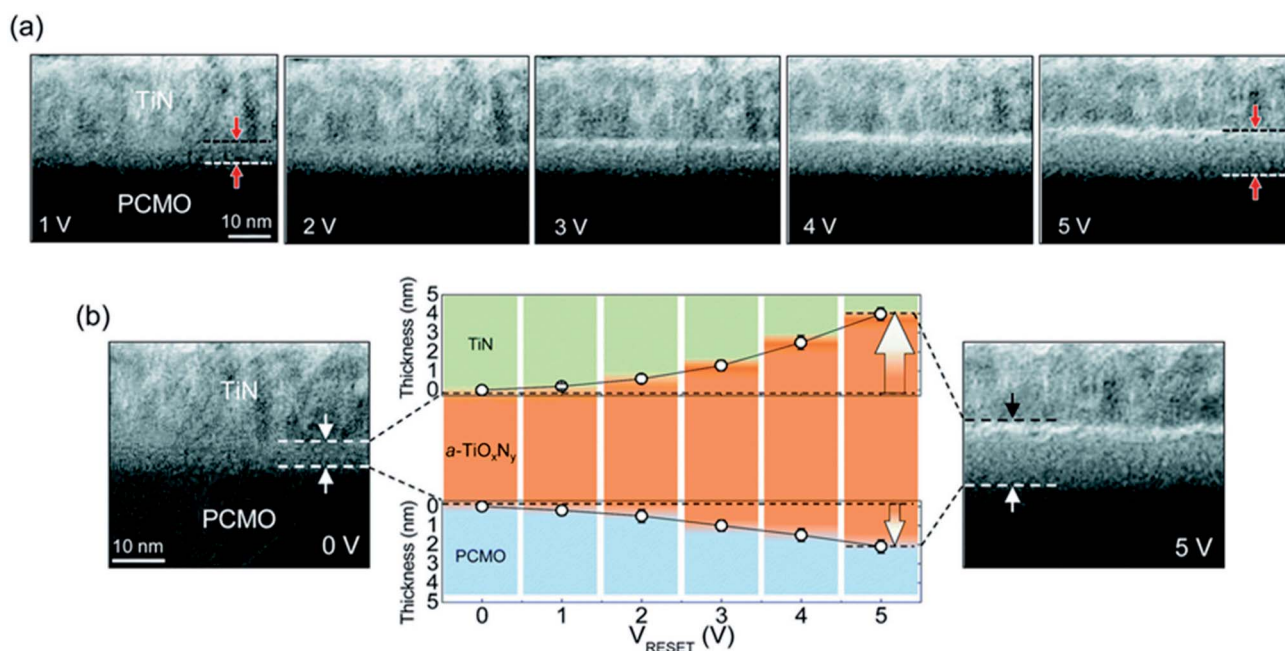 (a)
TiN
PCMO
1 V
10 nm
2 V
3 V
4 V
5 V
(b)
TiN
PCMO
0 V
10 nm
Thickness (nm)
5
4
3
2
1
0
TiN
a-TiOxNy
Thickness (nm)
0
1
2
3
4
5
PCMO
0 1 2 3 4 5
VRESET (V)
5 V